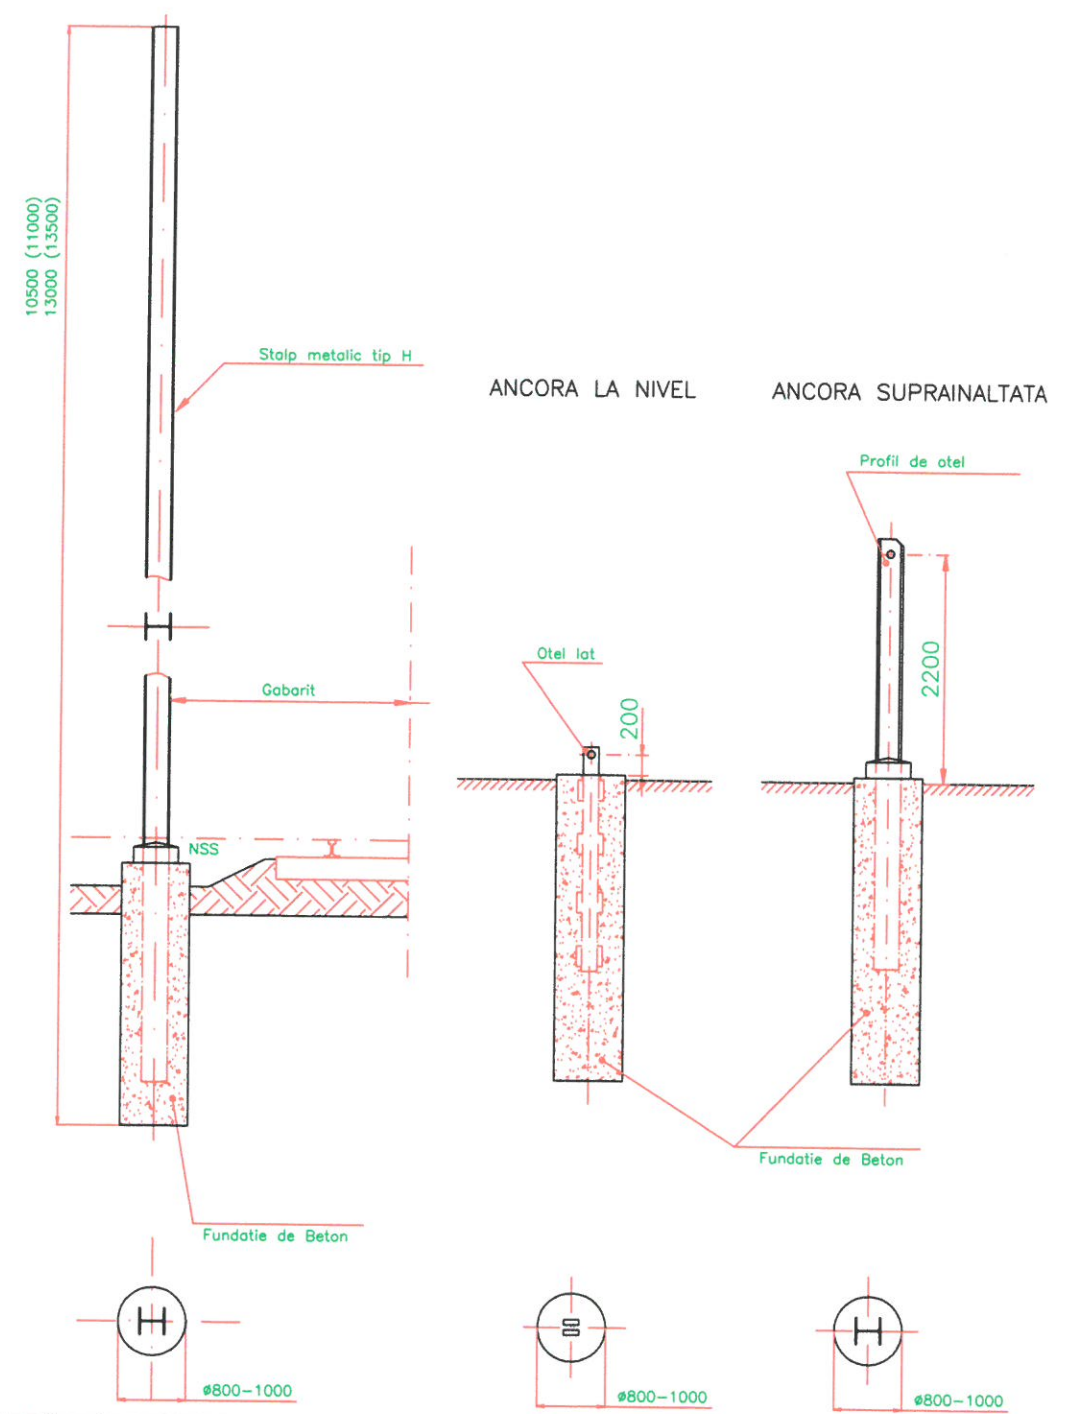 10500 (11000)
13000 (13500)
Stalp metalic tip H
ANCORA LA NIVEL
ANCORA SUPRAINALTATA
Profil de otel
2200
Otel lat
200
Gabarit
NSS
Fundatie de Beton
Fundatie de Beton
ø800-1000
ø800-1000
ø800-1000